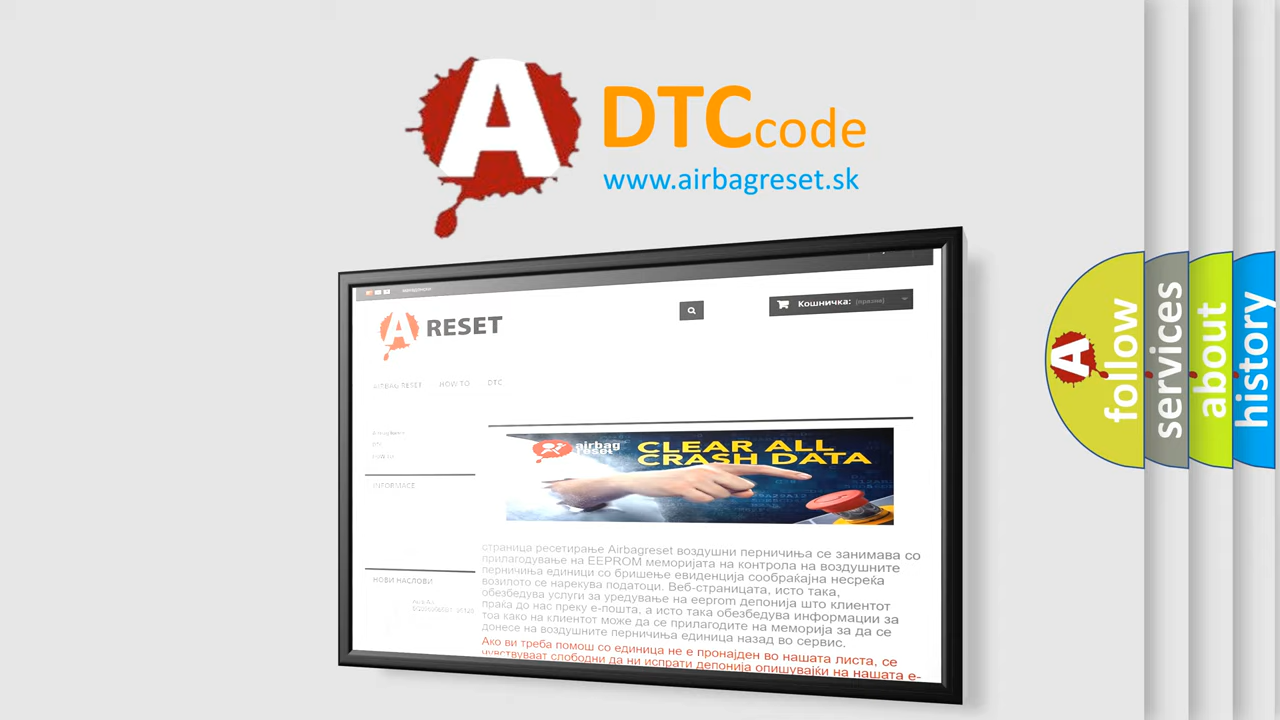 A DTCcode
www.airbagreset.sk
Кошничка: (празни)
A RESET
AIRBAG RESET HOW TO DTC
DTC
INFORMACE
airbag reset
CLEAR ALL
CRASH DATA
страница ресетирање Airbagreset воздушни перничиња се занимава со
прилагодување на EEPROM меморијата на контрола на воздушните
перничиња единици со бришење евиденција сообраќајна несреќа
возилото се нарекува податоци. Веб-страницата, исто така,
обезбедува услуги за уредување на eeprom депонија што клиентот
праќа до нас преку е-пошта, а исто така обезбедува информации за
тоа како на клиентот може да се прилагодите на меморија за да се
донесе на воздушните перничиња единица назад во сервис.
Ако ви треба помош со единица не е пронајден во нашата листа, се
чувствуваат слободни да ни испрати депонија опишувајќи на нашата е-
НОВИ НАСЛОВИ
A follow
services
about
history